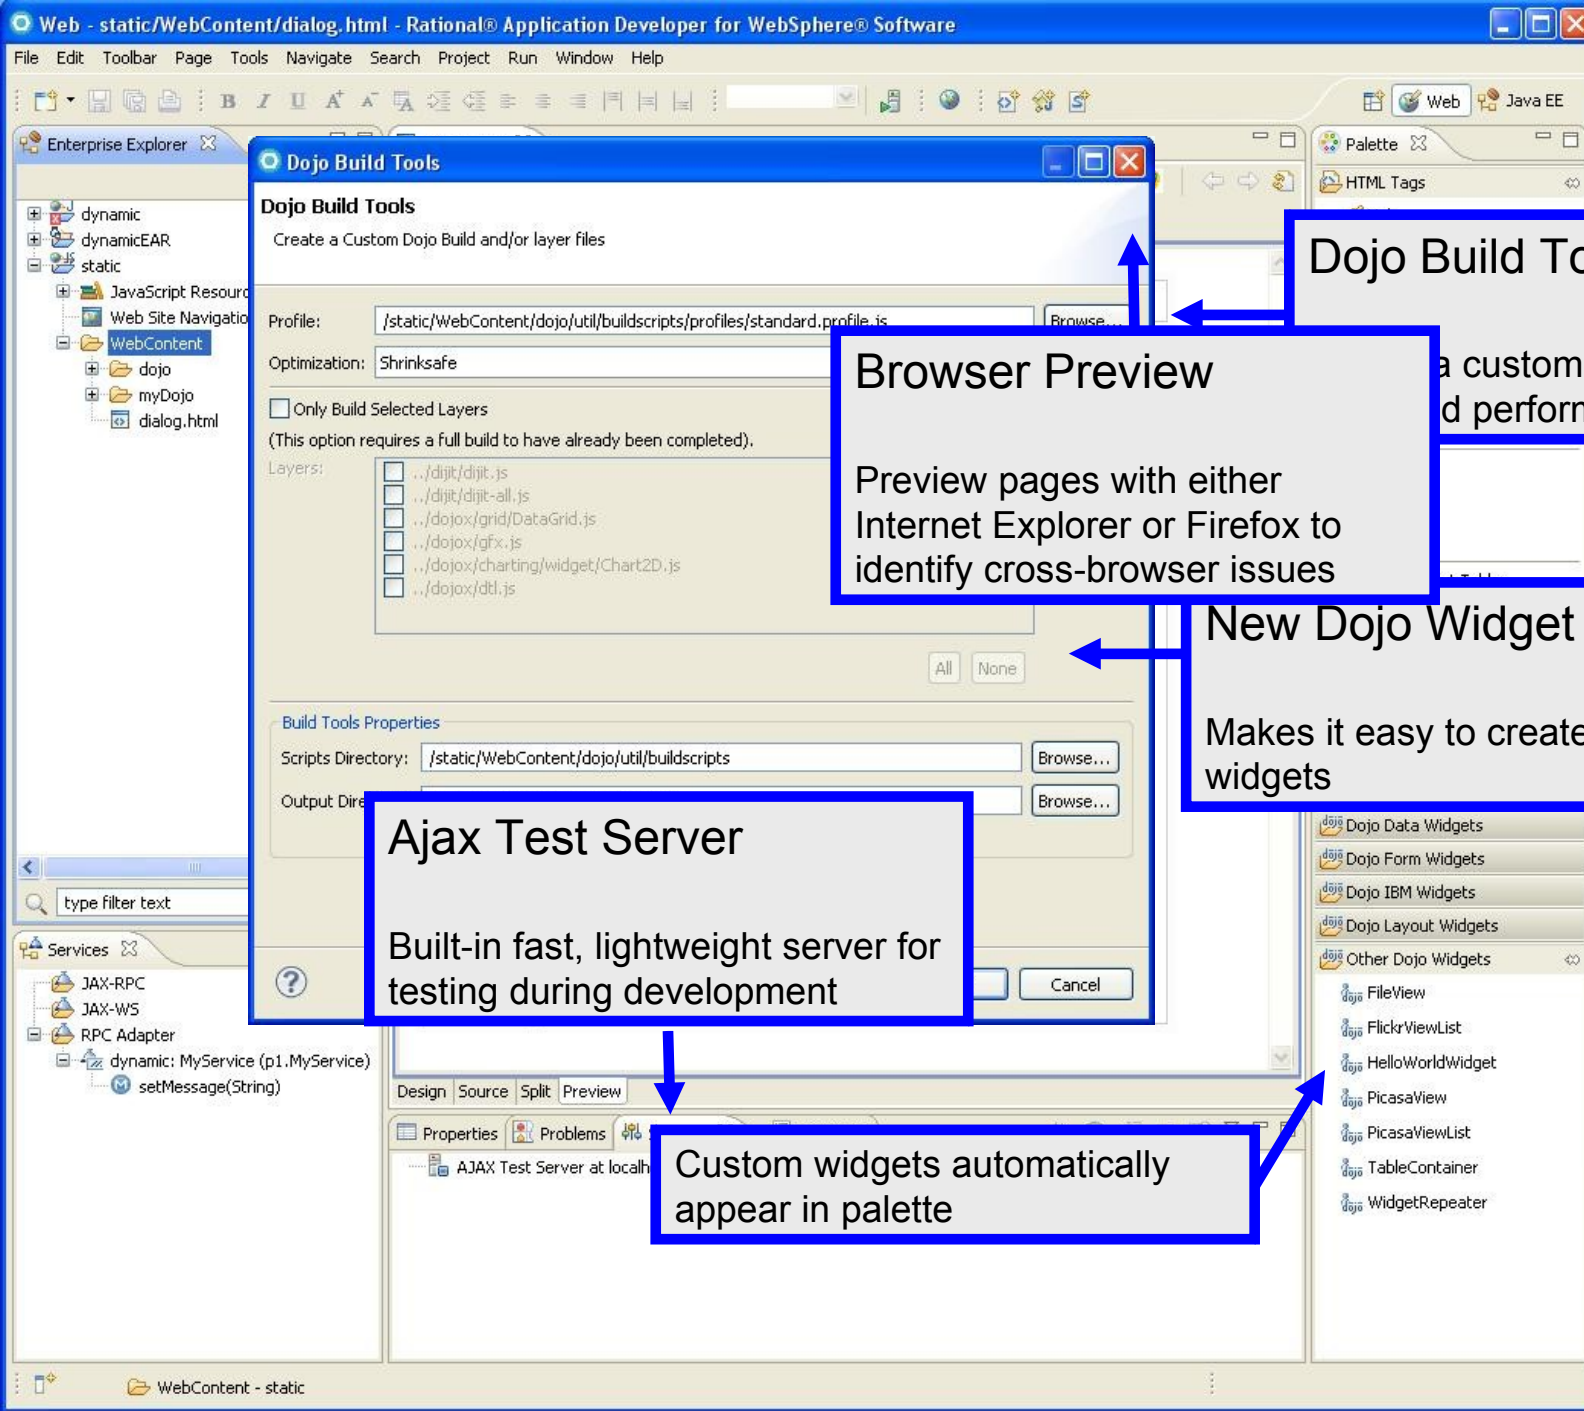 Web - static/WebContent/dialog.html - Rational® Application Developer for WebSphere® Software
File Edit Toolbar Page Tools Navigate Search Project Run Window Help
B I U A A
Web Java EE
Enterprise Explorer
dynamic
dynamicEAR
static
JavaScript Resourc
Web Site Navigatio
WebContent
dojo
myDojo
dialog.html
type filter text
Services
JAX-RPC
JAX-WS
RPC Adapter
dynamic: MyService (p1.MyService)
setMessage(String)
Dojo Build Tools
Dojo Build Tools
Create a Custom Dojo Build and/or layer files
Profile: /static/WebContent/dojo/util/buildscripts/profiles/standard.profile.js Browse...
Optimization: Shrinksafe
Only Build Selected Layers
(This option requires a full build to have already been completed).
Layers:
../dijit/dijit.js
../dijit/dijit-all.js
../dojox/grid/DataGrid.js
../dojox/gfx.js
../dojox/charting/widget/Chart2D.js
../dojox/dtl.js
All None
Build Tools Properties
Scripts Directory: /static/WebContent/dojo/util/buildscripts Browse...
Output Dire Browse...
Cancel
Browser Preview
Preview pages with either
Internet Explorer or Firefox to
identify cross-browser issues
Dojo Build To
a custom
d perforn
New Dojo Widget
Makes it easy to create
widgets
Ajax Test Server
Built-in fast, lightweight server for
testing during development
Custom widgets automatically
appear in palette
Design Source Split Preview
Properties Problems
AJAX Test Server at localh
Palette
HTML Tags
Dojo Data Widgets
Dojo Form Widgets
Dojo IBM Widgets
Dojo Layout Widgets
Other Dojo Widgets
FileView
FlickrViewList
HelloWorldWidget
PicasaView
PicasaViewList
TableContainer
WidgetRepeater
WebContent - static